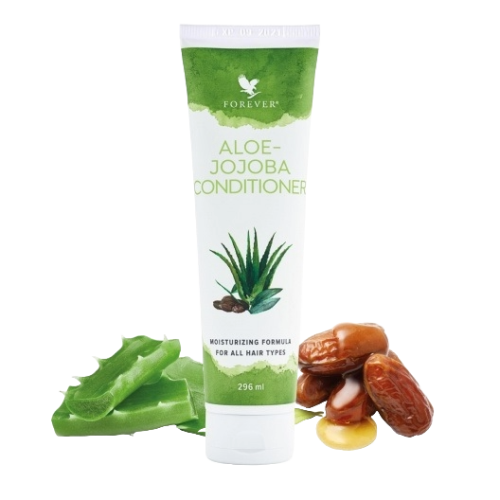 FOREVER®
ALOE-
JOJOBA
CONDITIONER
MOISTURIZING FORMULA
FOR ALL HAIR TYPES
296 ml